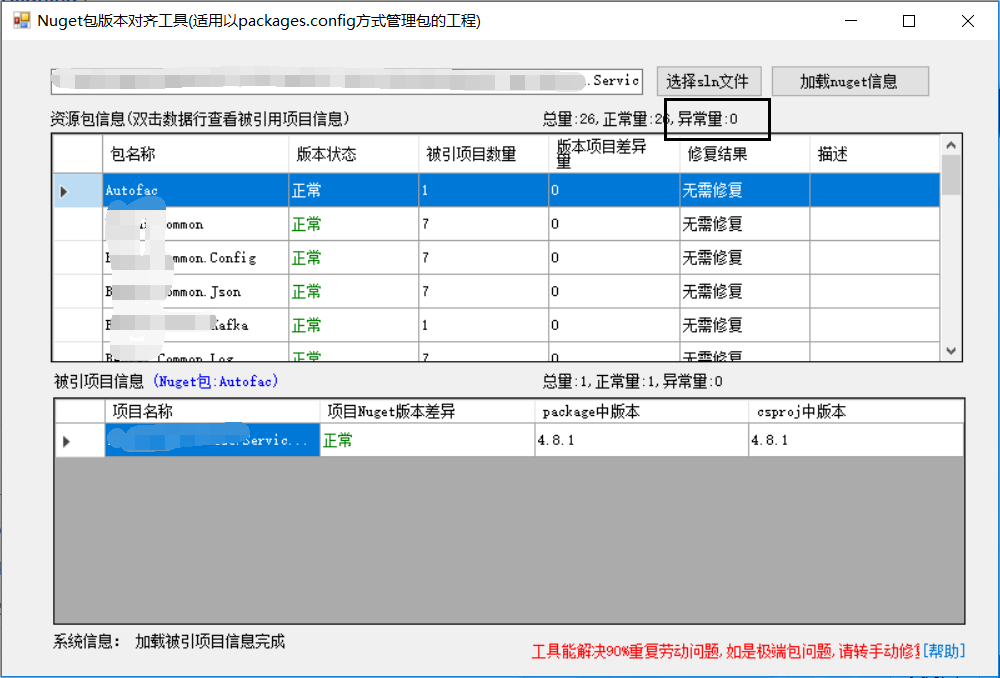 Nuget包版本对齐工具(适用以packages.config方式管理包的工程)
.Servic 选择sln文件 加载nuget信息
资源包信息(双击数据行查看被引用项目信息) 总量:26,正常量:26,异常量:0
包名称 版本状态 被引项目数量 版本项目差异量 修复结果 描述
Autofac 正常 1 0 无需修复
ommon 正常 7 0 无需修复
mmon.Config 正常 7 0 无需修复
ommon.Json 正常 7 0 无需修复
Kafka 正常 1 0 无需修复
Common.Log 正常 7 0 无需修复
被引项目信息 (Nuget包:Autofac) 总量:1,正常量:1,异常量:0
项目名称 项目Nuget版本差异 package中版本 csproj中版本
.Servic... 正常 4.8.1 4.8.1
系统信息: 加载被引项目信息完成
工具能解决90%重复劳动问题,如是极端包问题,请转手动修 [帮助]